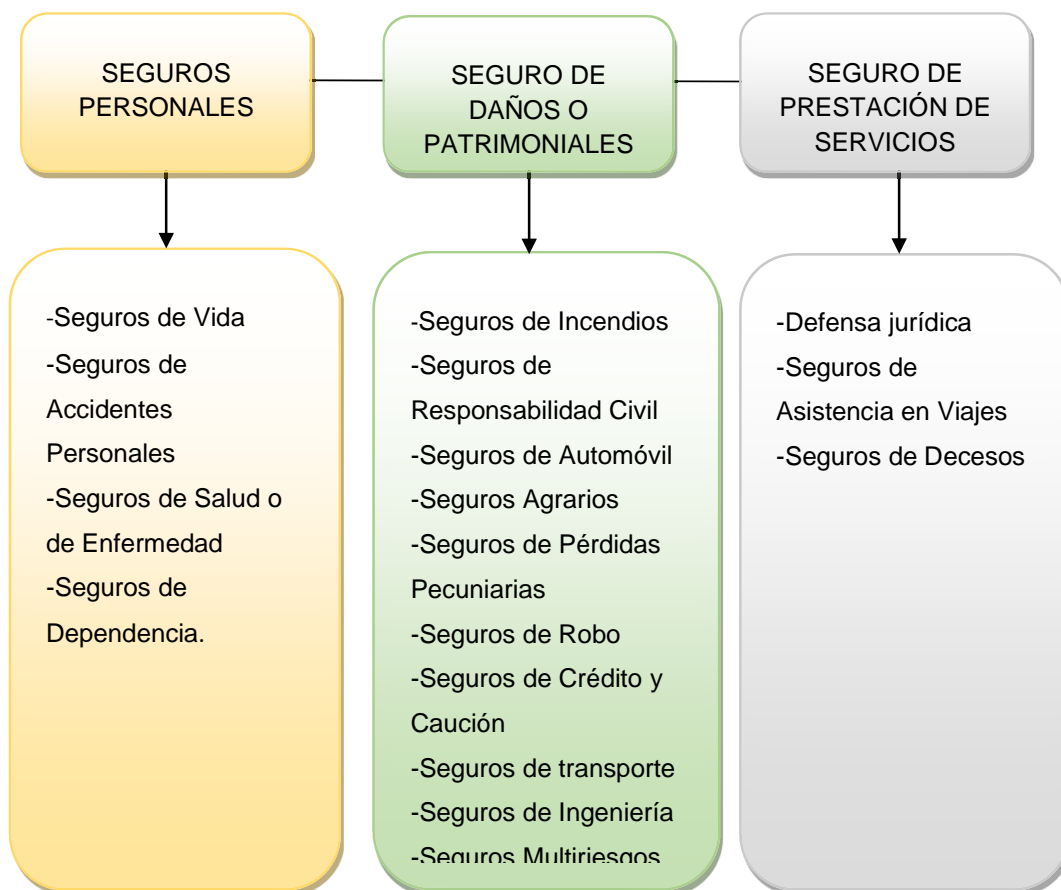 SEGUROS
PERSONALES
SEGURO DE
DAÑOS O
PATRIMONIALES
SEGURO DE
PRESTACIÓN DE
SERVICIOS
-Seguros de Vida
-Seguros de
Accidentes
Personales
-Seguros de Salud o
de Enfermedad
-Seguros de
Dependencia.
-Seguros de Incendios
-Seguros de
Responsabilidad Civil
-Seguros de Automóvil
-Seguros Agrarios
-Seguros de Pérdidas
Pecuniarias
-Seguros de Robo
-Seguros de Crédito y
Caución
-Seguros de transporte
-Seguros de Ingeniería
-Seguros Multiriesgos
-Defensa jurídica
-Seguros de
Asistencia en Viajes
-Seguros de Decesos